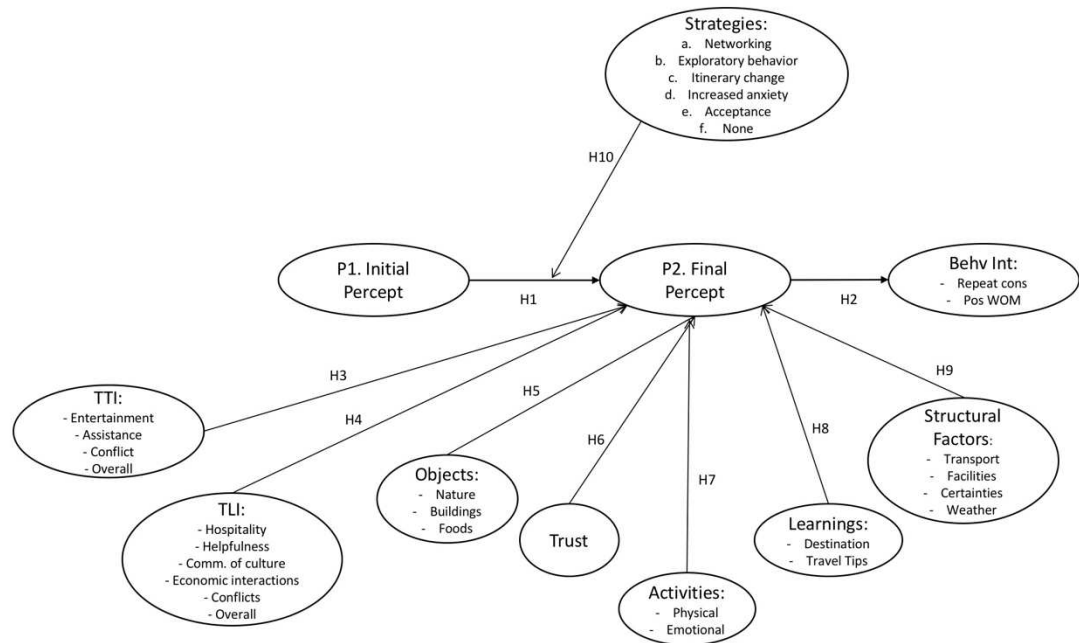 Strategies:
a. Networking
b. Exploratory behavior
c. Itinerary change
d. Increased anxiety
e. Acceptance
f. None
H10
P1. Initial
Percept
H1
P2. Final
Percept
H2
Behv Int:
- Repeat cons
- Pos WOM
H3
H4
H5
H6
H7
H8
H9
TTI:
- Entertainment
- Assistance
- Conflict
- Overall
TLI:
- Hospitality
- Helpfulness
- Comm. of culture
- Economic interactions
- Conflicts
- Overall
Objects:
- Nature
- Buildings
- Foods
Trust
Activities:
- Physical
- Emotional
Learnings:
- Destination
- Travel Tips
Structural
Factors:
- Transport
- Facilities
- Certainties
- Weather